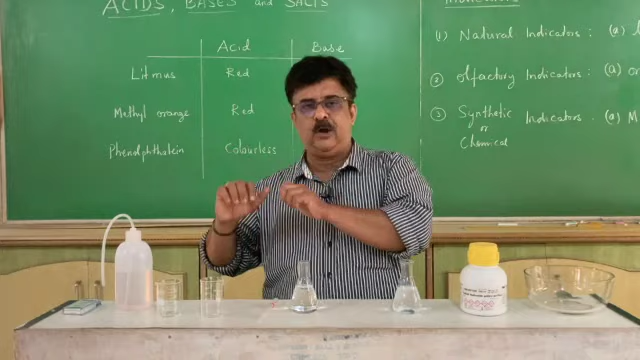 ACIDS, BASES and SALTS
Acid Base
Litmus Red
Methyl orange Red
Phenolphthalein Colourless
Indicators
(1) Natural Indicators : (a)
(2) Olfactory Indicators : (a)
(3) Synthetic Indicators : (a) M
or
Chemical